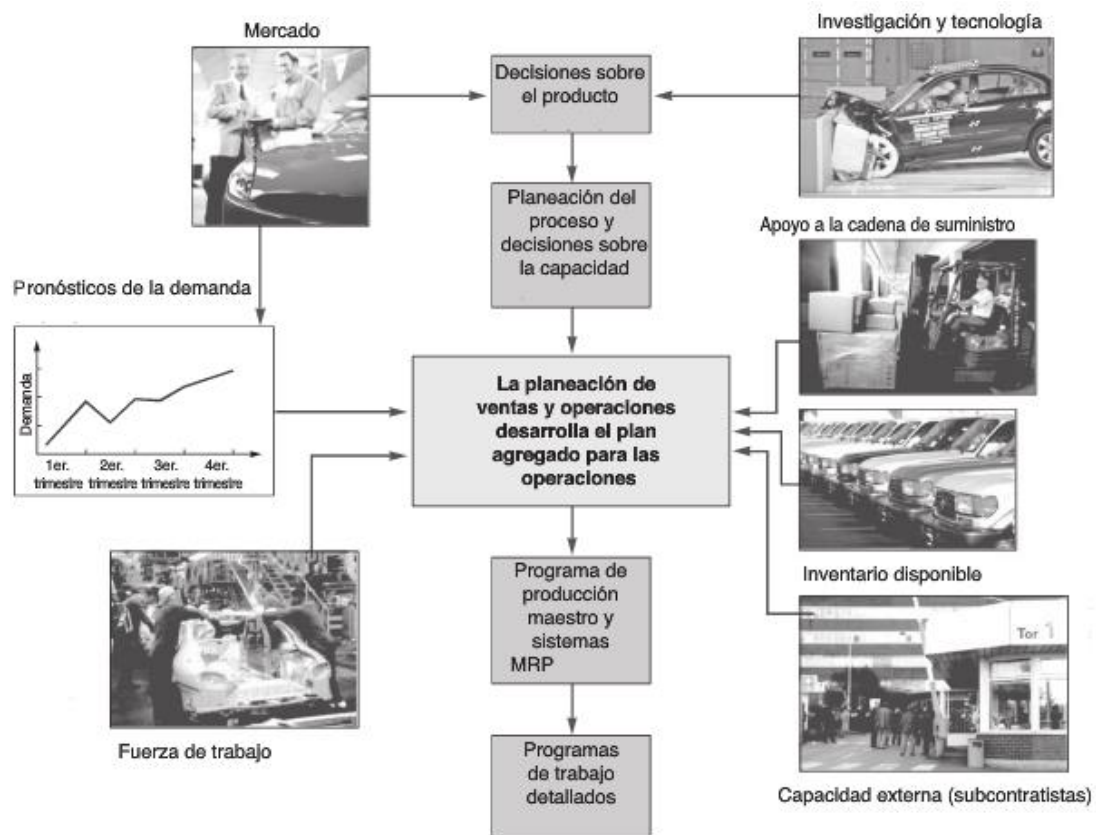 Mercado
Investigación y tecnología
Decisiones sobre
el producto
Planeación del
proceso y
decisiones sobre
la capacidad
Apoyo a la cadena de suministro
Pronósticos de la demanda
Demanda
1er. 2er. 3er. 4er.
trimestre trimestre trimestre trimestre
La planeación de
ventas y operaciones
desarrolla el plan
agregado para las
operaciones
Inventario disponible
Programa de
producción
maestro y
sistemas
MRP
Tor 1
Fuerza de trabajo
Programas
de trabajo
detallados
Capacidad externa (subcontratistas)